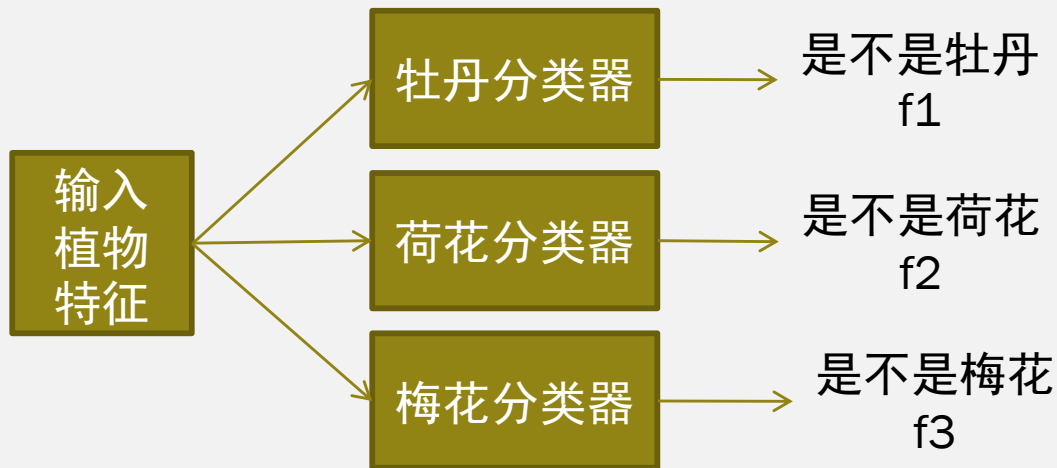 输入
植物
特征
牡丹分类器
是不是牡丹
f1
荷花分类器
是不是荷花
f2
梅花分类器
是不是梅花
f3